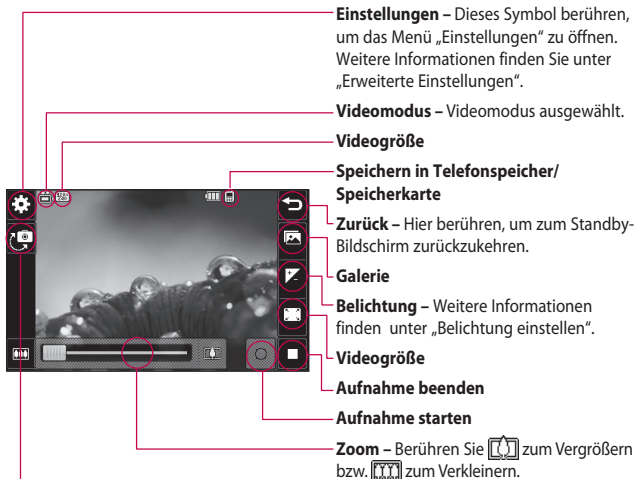 Einstellungen – Dieses Symbol berühren,
um das Menü „Einstellungen“ zu öffnen.
Weitere Informationen finden Sie unter
„Erweiterte Einstellungen“.
Videomodus – Videomodus ausgewählt.
Videogröße
Speichern in Telefonspeicher/
Speicherkarte
Zurück – Hier berühren, um zum Standby-
Bildschirm zurückzukehren.
Galerie
Belichtung – Weitere Informationen
finden unter „Belichtung einstellen“.
Videogröße
Aufnahme beenden
Aufnahme starten
Zoom – Berühren Sie zum Vergrößern
bzw. zum Verkleinern.